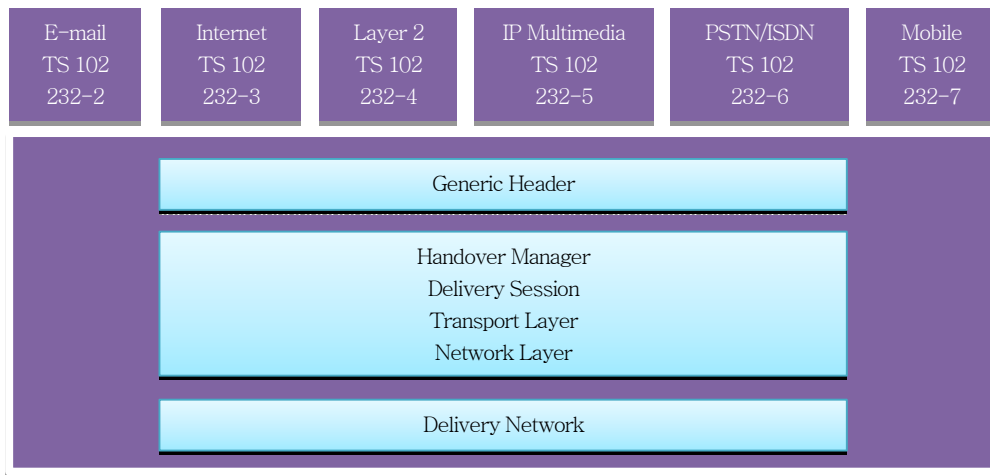 E-mail
TS 102
232-2
Internet
TS 102
232-3
Layer 2
TS 102
232-4
IP Multimedia
TS 102
232-5
PSTN/ISDN
TS 102
232-6
Mobile
TS 102
232-7
Generic Header
Handover Manager
Delivery Session
Transport Layer
Network Layer
Delivery Network